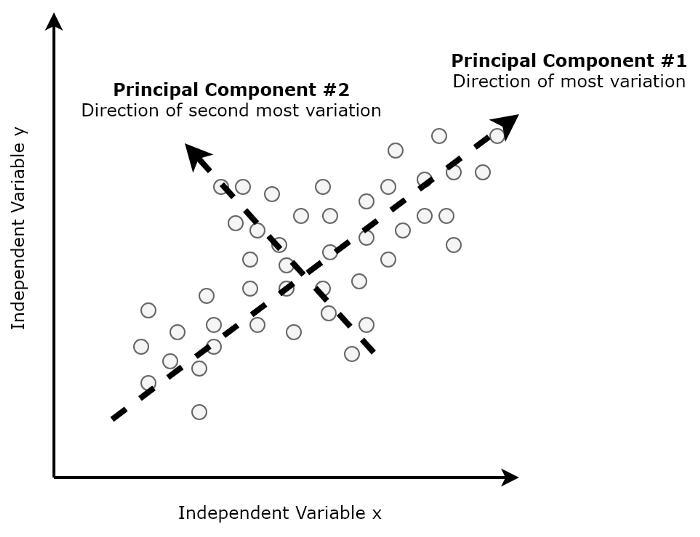 Principal Component #1
Direction of most variation
Principal Component #2
Direction of second most variation
Independent Variable y
Independent Variable x